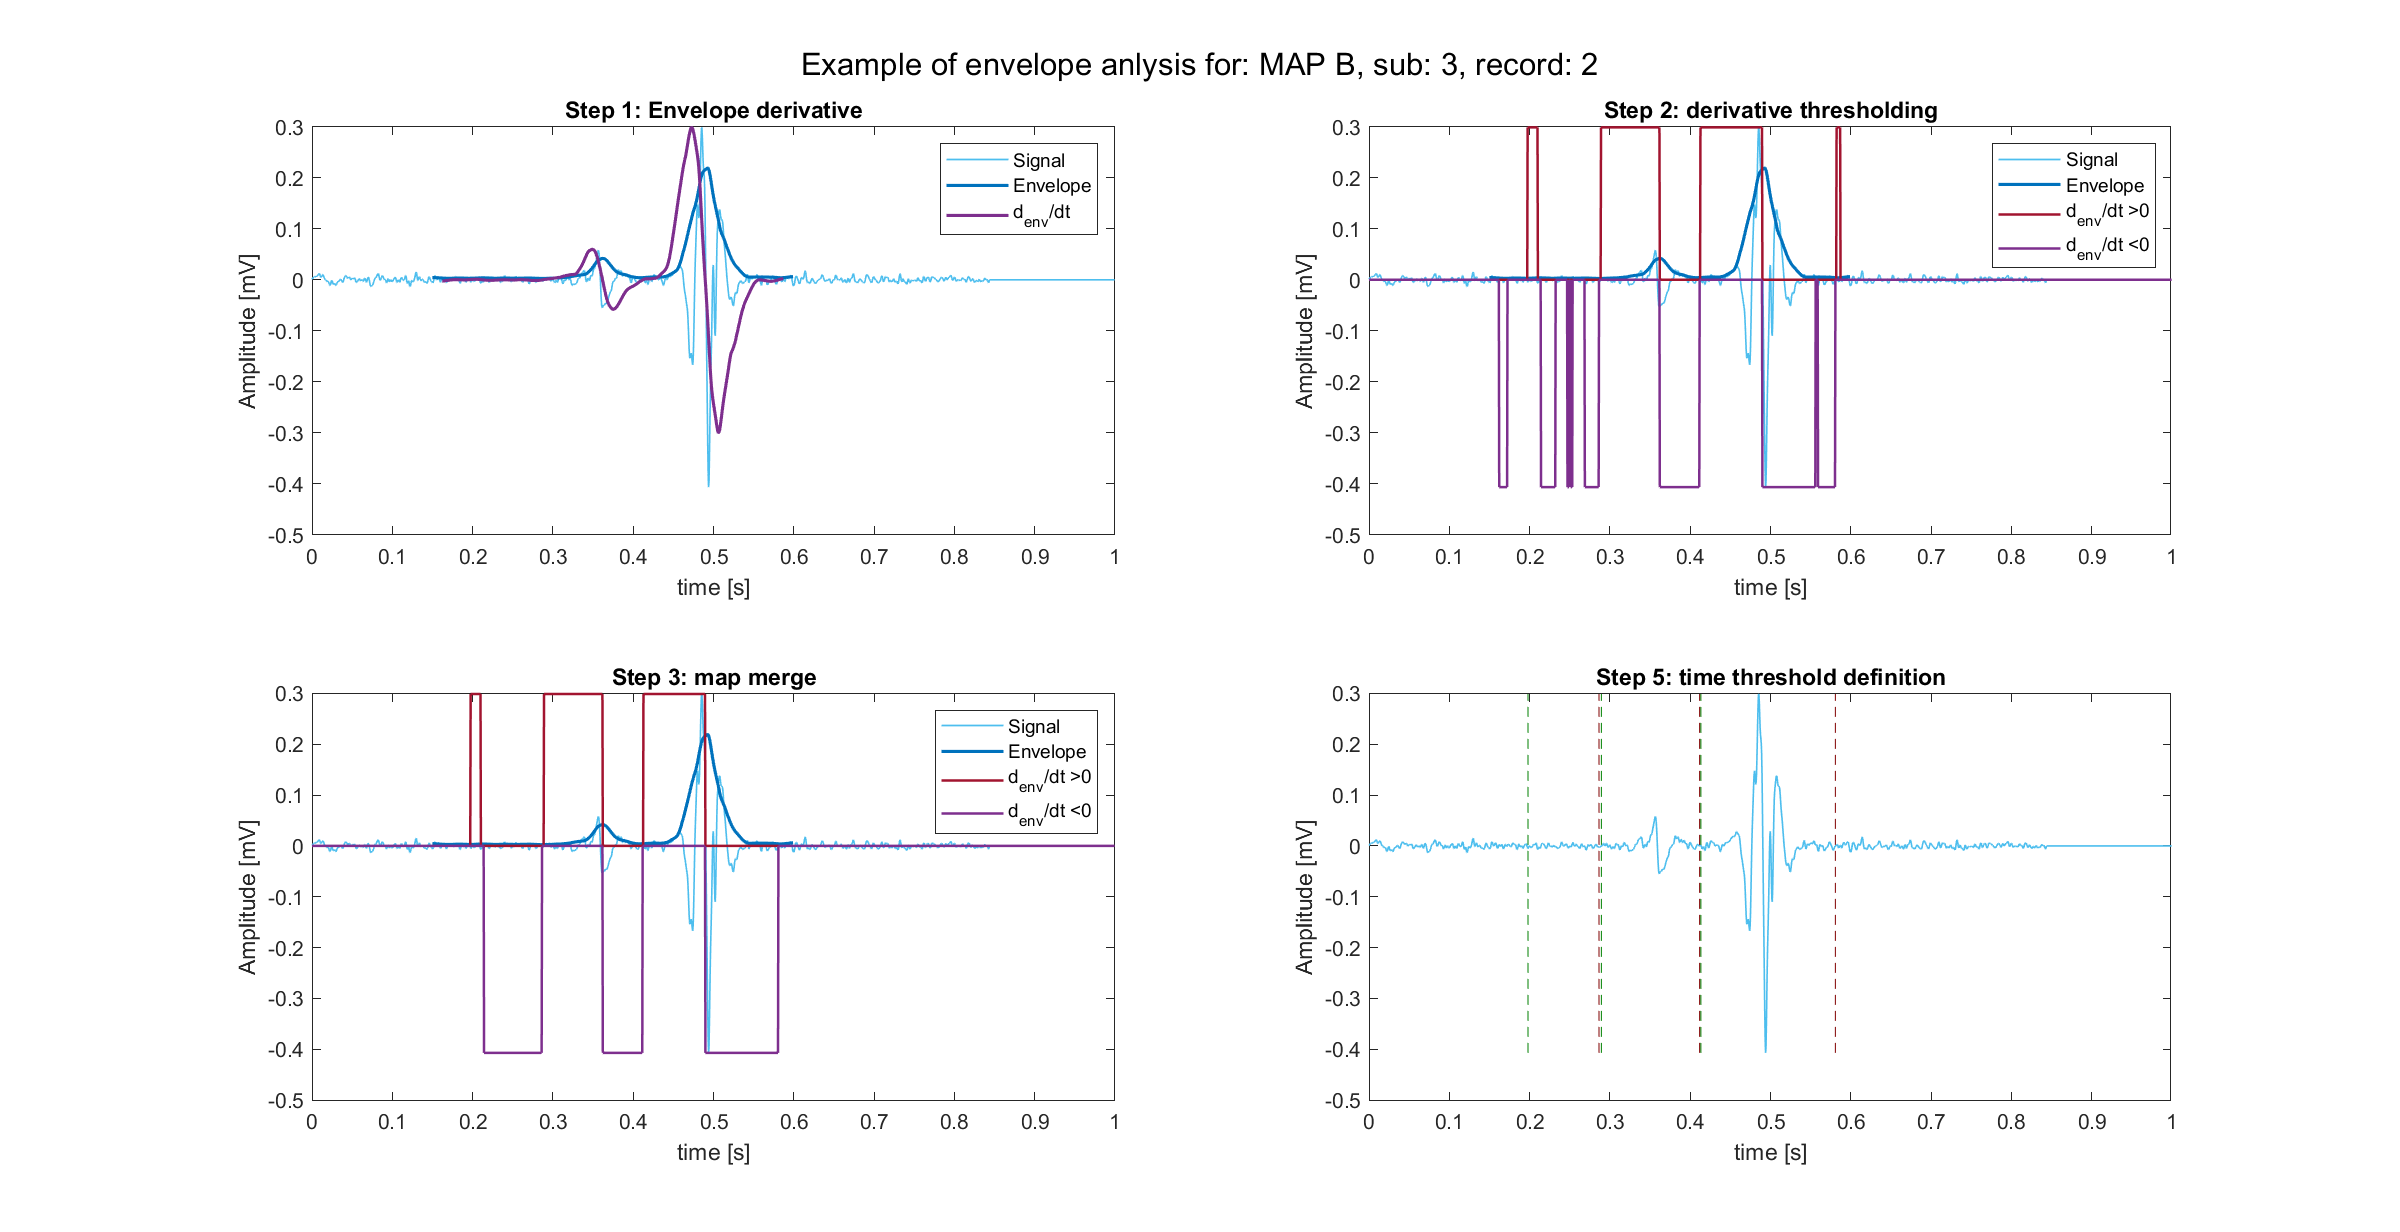 Example of envelope anlysis for: MAP B, sub: 3, record: 2
Step 1: Envelope derivative
0.3
0.2
0.1
0
-0.1
-0.2
-0.3
-0.4
-0.5
Amplitude [mV]
0 0.1 0.2 0.3 0.4 0.5 0.6 0.7 0.8 0.9 1
time [s]
Signal
Envelope
d_env/dt
Step 2: derivative thresholding
0.3
0.2
0.1
0
-0.1
-0.2
-0.3
-0.4
-0.5
Amplitude [mV]
0 0.1 0.2 0.3 0.4 0.5 0.6 0.7 0.8 0.9 1
time [s]
Signal
Envelope
d_env/dt >0
d_env/dt <0
Step 3: map merge
0.3
0.2
0.1
0
-0.1
-0.2
-0.3
-0.4
-0.5
Amplitude [mV]
0 0.1 0.2 0.3 0.4 0.5 0.6 0.7 0.8 0.9 1
time [s]
Signal
Envelope
d_env/dt >0
d_env/dt <0
Step 5: time threshold definition
0.3
0.2
0.1
0
-0.1
-0.2
-0.3
-0.4
-0.5
Amplitude [mV]
0 0.1 0.2 0.3 0.4 0.5 0.6 0.7 0.8 0.9 1
time [s]